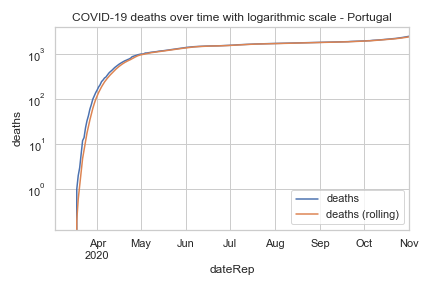 COVID-19 deaths over time with logarithmic scale - Portugal
deaths
10³
10²
10¹
10⁰
Apr
2020
May
Jun
Jul
Aug
Sep
Oct
Nov
dateRep
deaths
deaths (rolling)